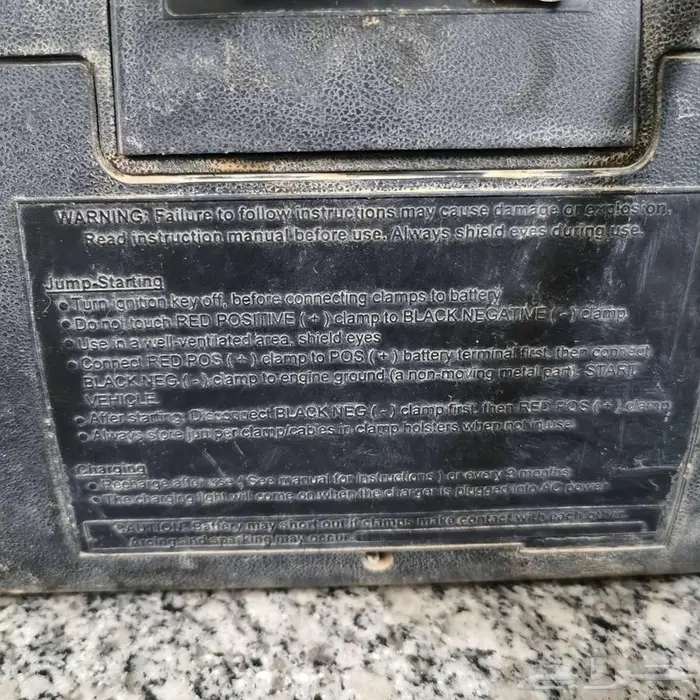 WARNING: Failure to follow instructions may cause damage or explosion.
Read instruction manual before use. Always shield eyes during use.
Jump-Starting
• Turn ignition key off, before connecting clamps to battery
• Do not touch RED POSITIVE ( + ) clamp to BLACK NEGATIVE ( - ) clamp
• Use in a well-ventilated area, shield eyes
• Connect RED POS ( + ) clamp to POS ( + ) battery terminal first, then connect
BLACK NEG ( - ) clamp to engine ground (a non-moving metal part) START
VEHICLE
• After starting: Disconnect BLACK NEG ( - ) clamp first, then RED POS ( + ) clamp
• Always store jumper clamp/cables in clamp holsters when not in use
Charging
• Recharge after use ( See manual for instructions ) or every 3 months
• The charging light will come on when the charger is plugged into AC power
CAUTION: Battery may short out if clamps make contact with each other
Arcing and sparking may occur